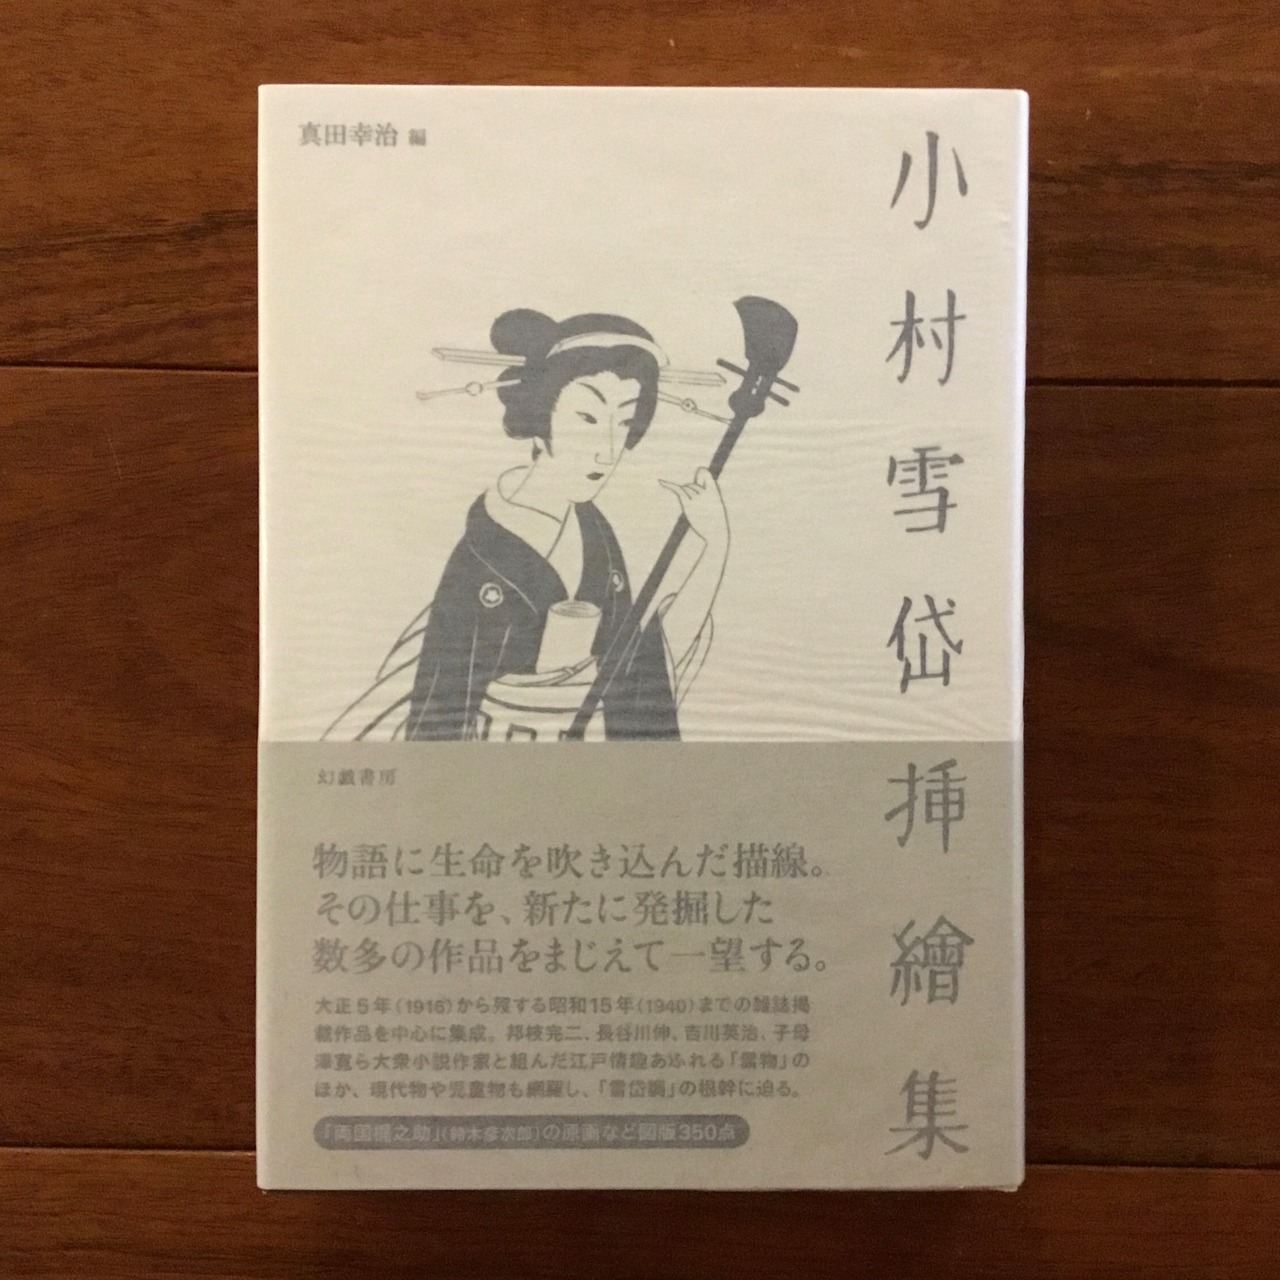 真田幸治 編
小村雪岱挿繪集
幻戯書房
物語に生命を吹き込んだ描線。
その仕事を、新たに発掘した
数多の作品をまじえて一望する。
大正5年(1916)から歿する昭和15年(1940)までの雑誌掲
載作品を中心に集成。邦枝完二、長谷川伸、吉川英治、子母
澤寛ら大衆小説作家と組んだ江戸情趣あふれる「髷物」の
ほか、現代物や児童物も網羅し、「雪岱調」の根幹に迫る。
「両国橋之助」(鈴木彦次郎)の原画など図版350点